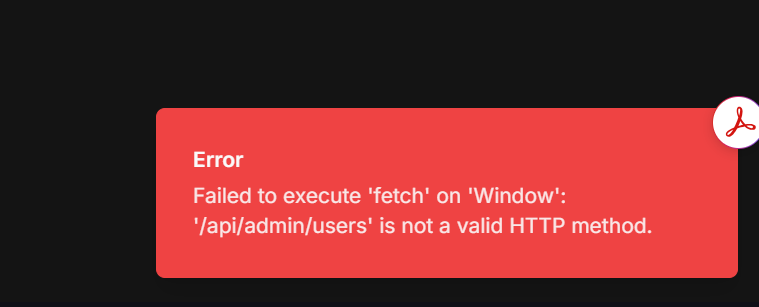 Error
Failed to execute 'fetch' on 'Window':
'/api/admin/users' is not a valid HTTP method.